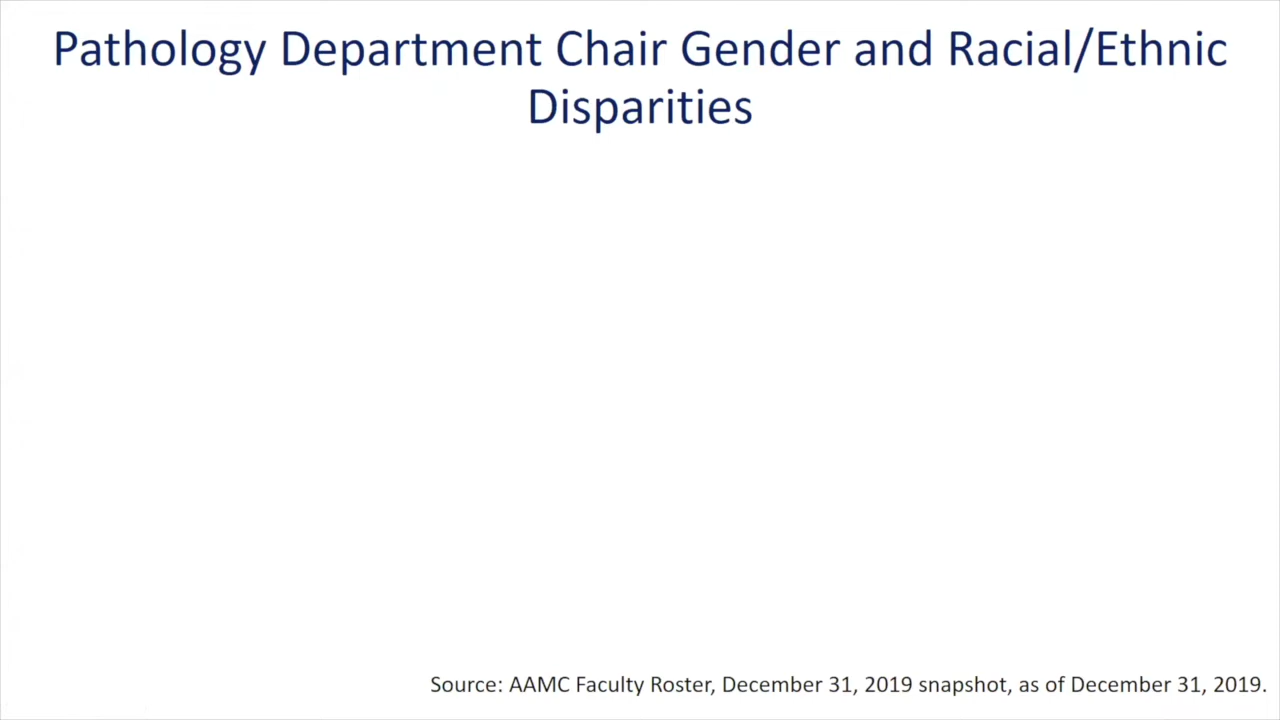 Pathology Department Chair Gender and Racial/Ethnic
Disparities
Source: AAMC Faculty Roster, December 31, 2019 snapshot, as of December 31, 2019.